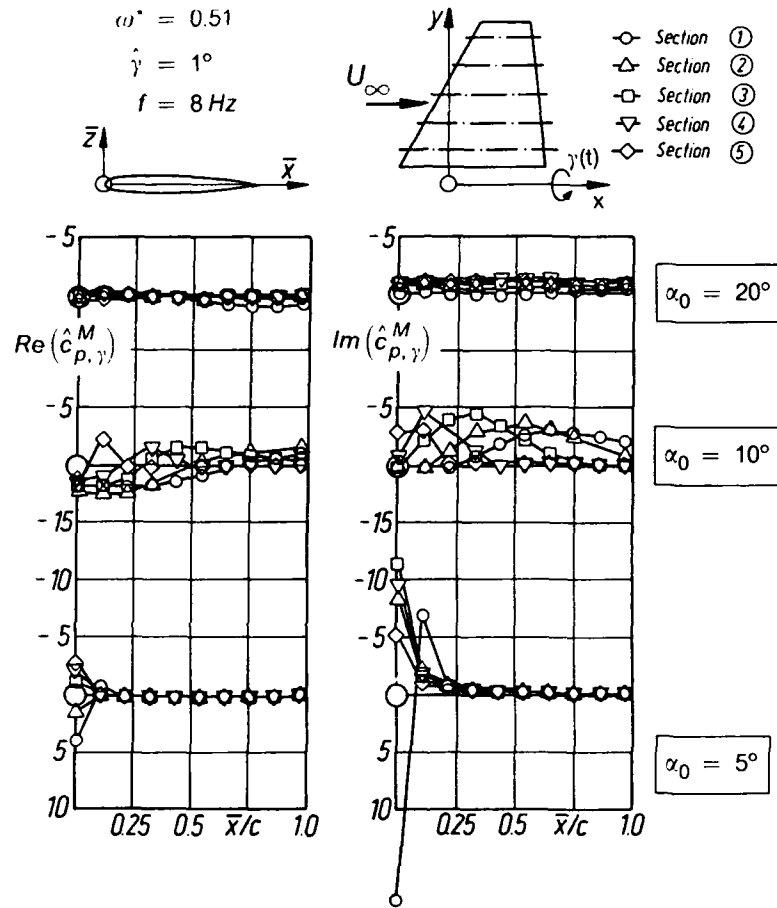 ω* = 0.51
γ̂ = 1°
f = 8 Hz
z̅
x̅
y
U∞
γ(t)
x
Section ①
Section ②
Section ③
Section ④
Section ⑤
-5
Re(ĉ^M_p,γ)
-5
-15
-10
-5
5
10
0.25 0.5 x̅/c 1.0
-5
Im(ĉ^M_p,γ)
-5
-15
-10
-5
5
10
0.25 0.5 x̅/c 1.0
α₀ = 20°
α₀ = 10°
α₀ = 5°